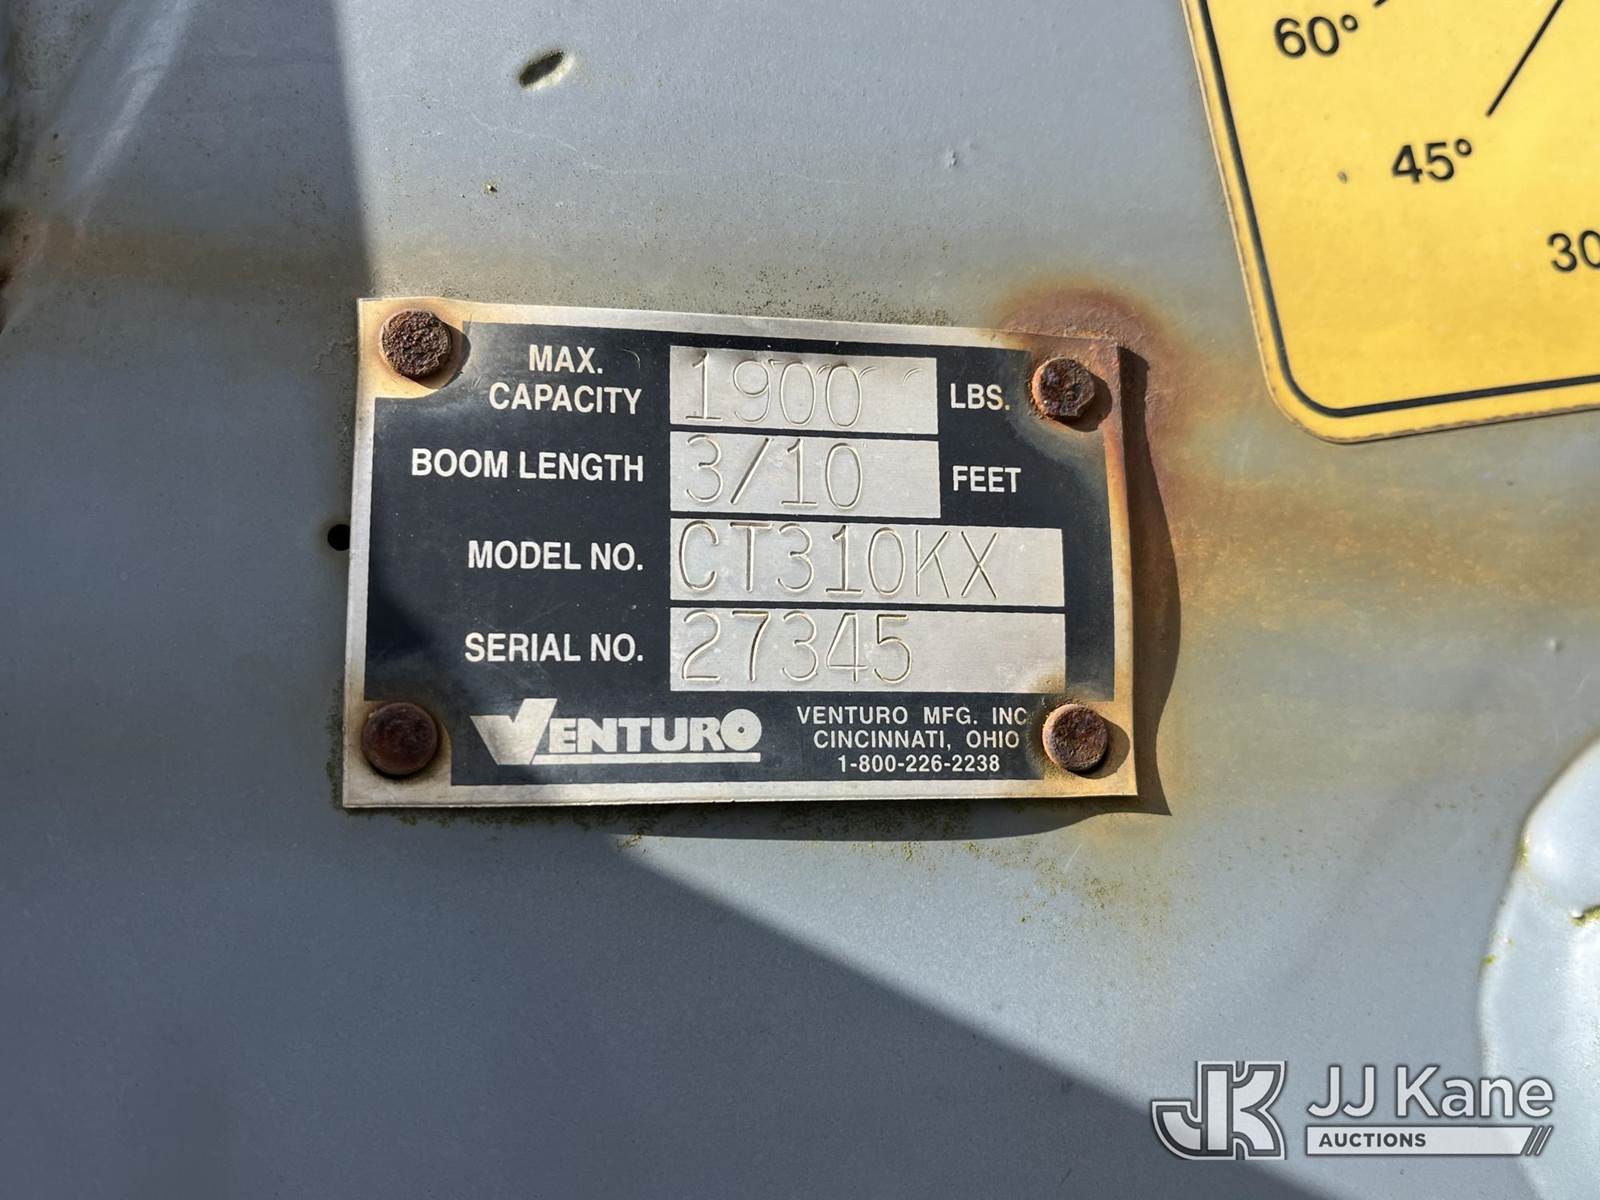 60°
45°
MAX. CAPACITY 1900 LBS.
BOOM LENGTH 3/10 FEET
MODEL NO. CT310KX
SERIAL NO. 27345
VENTURO
VENTURO MFG. INC
CINCINNATI, OHIO
1-800-226-2238
JK JJ Kane
AUCTIONS